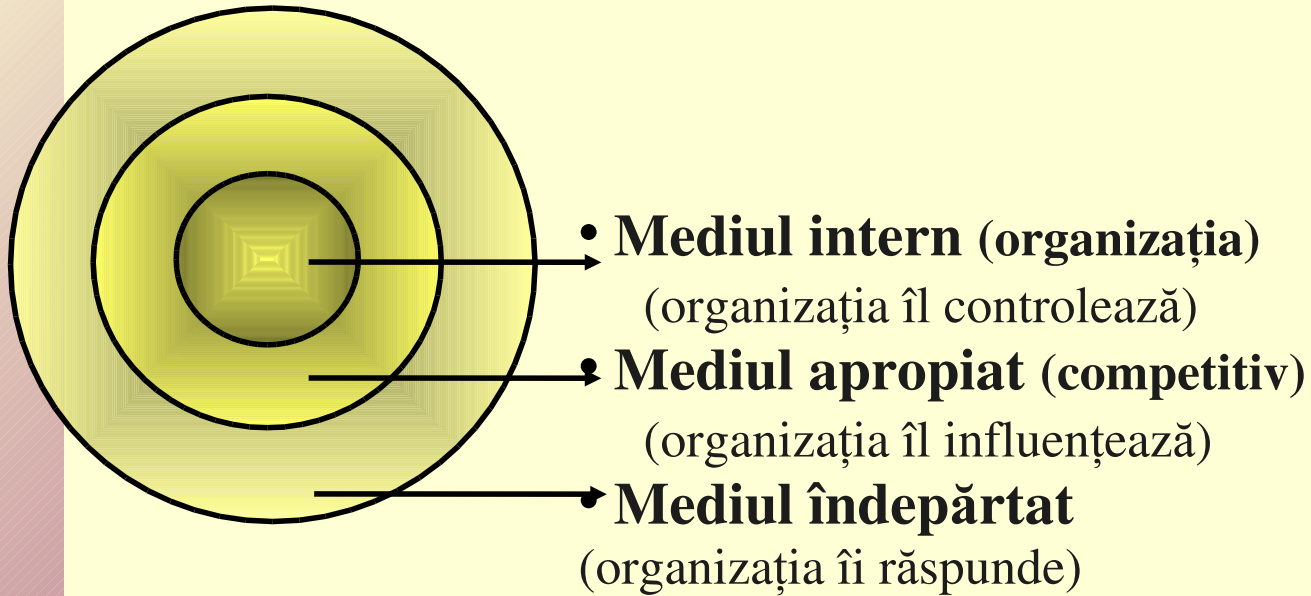 • Mediul intern (organizația)
(organizația îl controlează)
• Mediul apropiat (competitiv)
(organizația îl influențează)
• Mediul îndepărtat
(organizația îi răspunde)